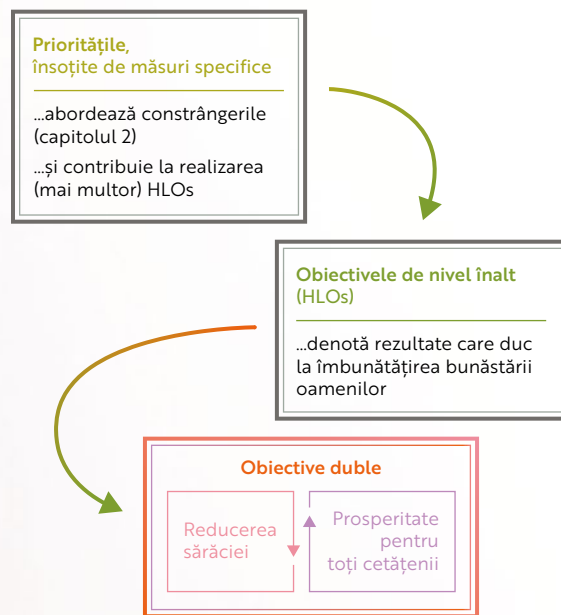 Prioritățile,
însoțite de măsuri specifice
...abordează constrângerile
(capitolul 2)
...și contribuie la realizarea
(mai multor) HLOs
Obiectivele de nivel înalt
(HLOs)
...denotă rezultate care duc
la îmbunătățirea bunăstării
oamenilor
Obiective duble
Reducerea
sărăciei
Prosperitate
pentru
toți cetățenii